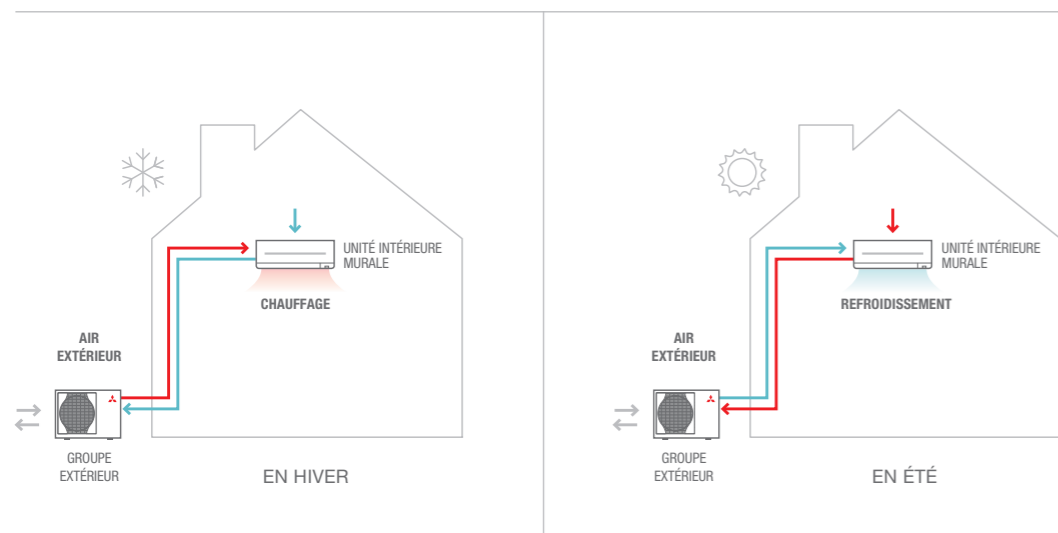 UNITÉ INTÉRIEURE
MURALE
CHAUFFAGE
AIR
EXTÉRIEUR
GROUPE
EXTÉRIEUR
EN HIVER
UNITÉ INTÉRIEURE
MURALE
REFROIDISSEMENT
AIR
EXTÉRIEUR
GROUPE
EXTÉRIEUR
EN ÉTÉ